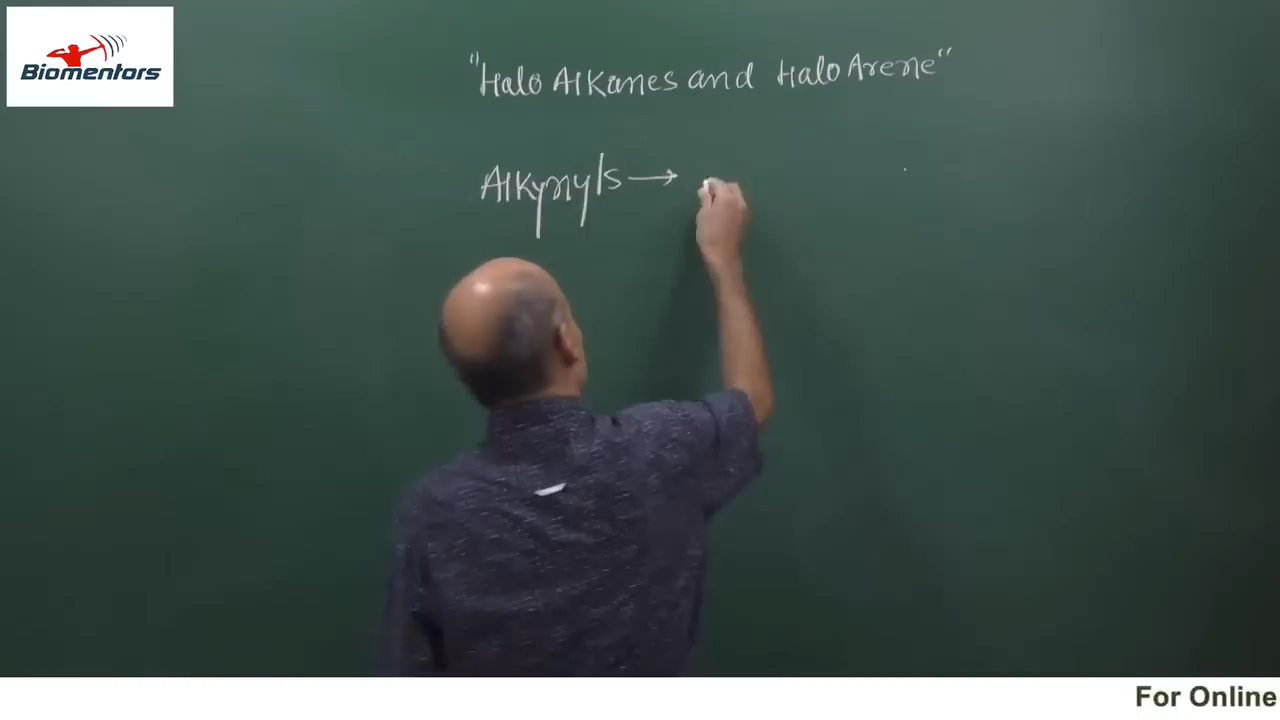 Biomentors
"Halo Alkanes and Halo Arene"
Alkynyls →
For Online